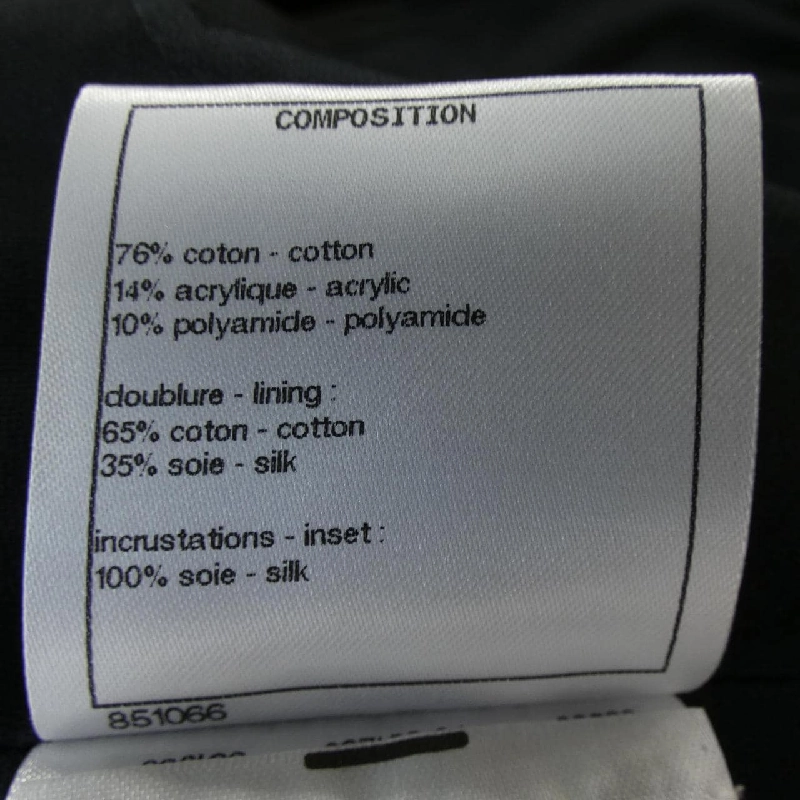 COMPOSITION
76% coton - cotton
14% acrylique - acrylic
10% polyamide - polyamide
doublure - lining :
65% coton - cotton
35% soie - silk
incrustations - inset :
100% soie - silk
851066